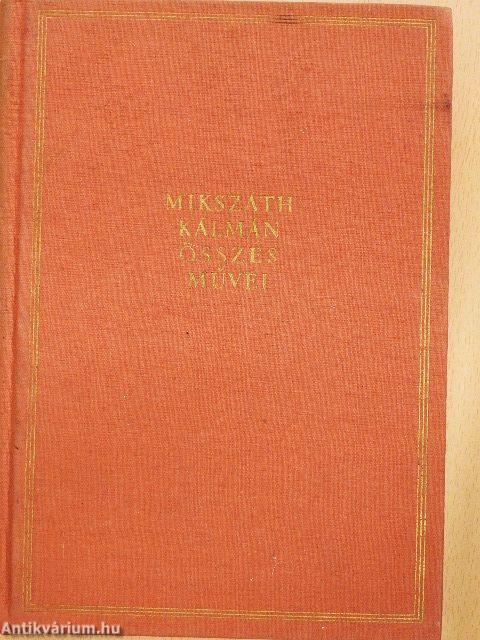 MIKSZÁTH
KÁLMÁN
ÖSSZES
MŰVEI
Antikvárium.hu